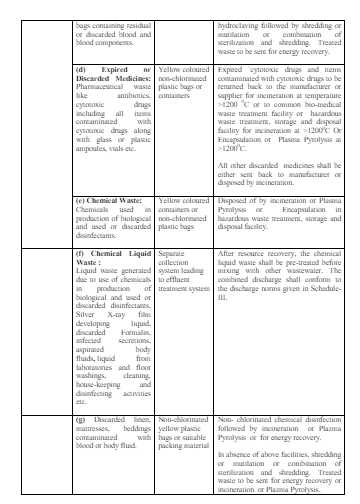 bags containing residual
or discarded blood and
blood components.
hydroclaving followed by shredding or
mutilation or combination of
sterilization and shredding. Treated
waste to be sent for energy recovery.
(d) Expired or
Discarded Medicines:
Pharmaceutical waste
like antibiotics,
cytotoxic drugs
including all items
contaminated with
cytotoxic drugs along
with glass or plastic
ampoules, vials etc.
Yellow coloured
non-chlorinated
plastic bags or
containers
Expired cytotoxic drugs and items
contaminated with cytotoxic drugs to be
returned back to the manufacturer or
supplier for incineration at temperature
>1200 ⁰C or to common bio-medical
waste treatment facility or hazardous
waste treatment, storage and disposal
facility for incineration at >1200⁰C Or
Encapsulation or Plasma Pyrolysis at
>1200⁰C.
All other discarded medicines shall be
either sent back to manufacturer or
disposed by incineration.
(e) Chemical Waste:
Chemicals used in
production of biological
and used or discarded
disinfectants.
Yellow coloured
containers or
non-chlorinated
plastic bags
Disposed of by incineration or Plasma
Pyrolysis or Encapsulation in
hazardous waste treatment, storage and
disposal facility.
(f) Chemical Liquid
Waste :
Liquid waste generated
due to use of chemicals
in production of
biological and used or
discarded disinfectants,
Silver X-ray film
developing liquid,
discarded Formalin,
infected secretions,
aspirated body
fluids, liquid from
laboratories and floor
washings, cleaning,
house-keeping and
disinfecting activities
etc.
Separate
collection
system leading
to effluent
treatment system
After resource recovery, the chemical
liquid waste shall be pre-treated before
mixing with other wastewater. The
combined discharge shall conform to
the discharge norms given in Schedule-
III.
(g) Discarded linen,
mattresses, beddings
contaminated with
blood or body fluid.
Non-chlorinated
yellow plastic
bags or suitable
packing material
Non- chlorinated chemical disinfection
followed by incineration or Plazma
Pyrolysis or for energy recovery.
In absence of above facilities, shredding
or mutilation or combination of
sterilization and shredding. Treated
waste to be sent for energy recovery or
incineration or Plazma Pyrolysis.